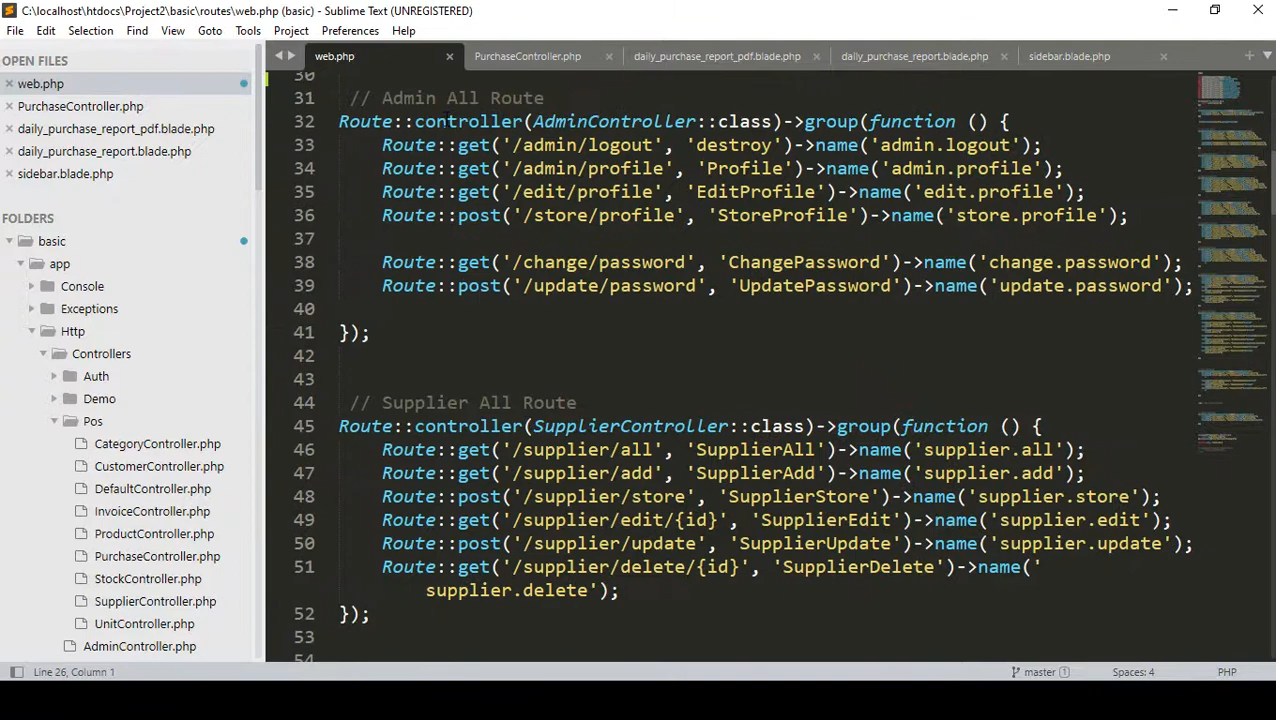 C:\localhost\htdocs\Project2\basic\routes\web.php (basic) - Sublime Text (UNREGISTERED)
File Edit Selection Find View Goto Tools Project Preferences Help
OPEN FILES
web.php
PurchaseController.php
daily_purchase_report_pdf.blade.php
daily_purchase_report.blade.php
sidebar.blade.php
FOLDERS
basic
app
Console
Exceptions
Http
Controllers
Auth
Demo
Pos
CategoryController.php
CustomerController.php
DefaultController.php
InvoiceController.php
ProductController.php
PurchaseController.php
StockController.php
SupplierController.php
UnitController.php
AdminController.php
web.php PurchaseController.php daily_purchase_report_pdf.blade.php daily_purchase_report.blade.php sidebar.blade.php
30
31 // Admin All Route
32 Route::controller(AdminController::class)->group(function () {
33 Route::get('/admin/logout', 'destroy')->name('admin.logout');
34 Route::get('/admin/profile', 'Profile')->name('admin.profile');
35 Route::get('/edit/profile', 'EditProfile')->name('edit.profile');
36 Route::post('/store/profile', 'StoreProfile')->name('store.profile');
37
38 Route::get('/change/password', 'ChangePassword')->name('change.password');
39 Route::post('/update/password', 'UpdatePassword')->name('update.password');
40
41 });
42
43
44 // Supplier All Route
45 Route::controller(SupplierController::class)->group(function () {
46 Route::get('/supplier/all', 'SupplierAll')->name('supplier.all');
47 Route::get('/supplier/add', 'SupplierAdd')->name('supplier.add');
48 Route::post('/supplier/store', 'SupplierStore')->name('supplier.store');
49 Route::get('/supplier/edit/{id}', 'SupplierEdit')->name('supplier.edit');
50 Route::post('/supplier/update', 'SupplierUpdate')->name('supplier.update');
51 Route::get('/supplier/delete/{id}', 'SupplierDelete')->name('
supplier.delete');
52 });
53
54
Line 26, Column 1 master 1 Spaces: 4 PHP